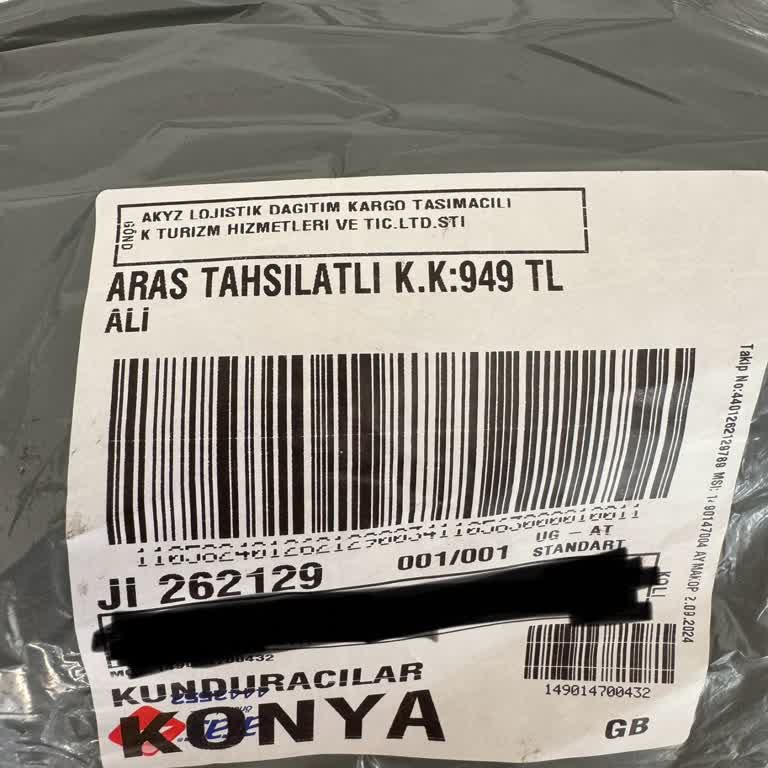 GÖND
AKYZ LOJISTIK DAGITIM KARGO TASIMACILI
K TURIZM HIZMETLERI VE TIC.LTD.STI
ARAS TAHSILATLI K.K:949 TL
ALİ
UG - AT
JI 262129
001/001
STANDART
KOLI
149014700432
KUNDURACILAR
KONYA
GB